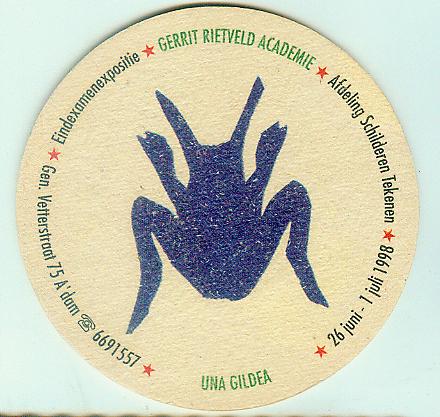 GERRIT RIETVELD ACADEMIE ★ Afdeling Schilderen Tekenen ★ 26 juni - 1 juli 1998 ★
UNA GILDEA
★ Gen. Vetterstraat 75 A'dam ☎ 6691557 ★ Eindexamenexpositie ★